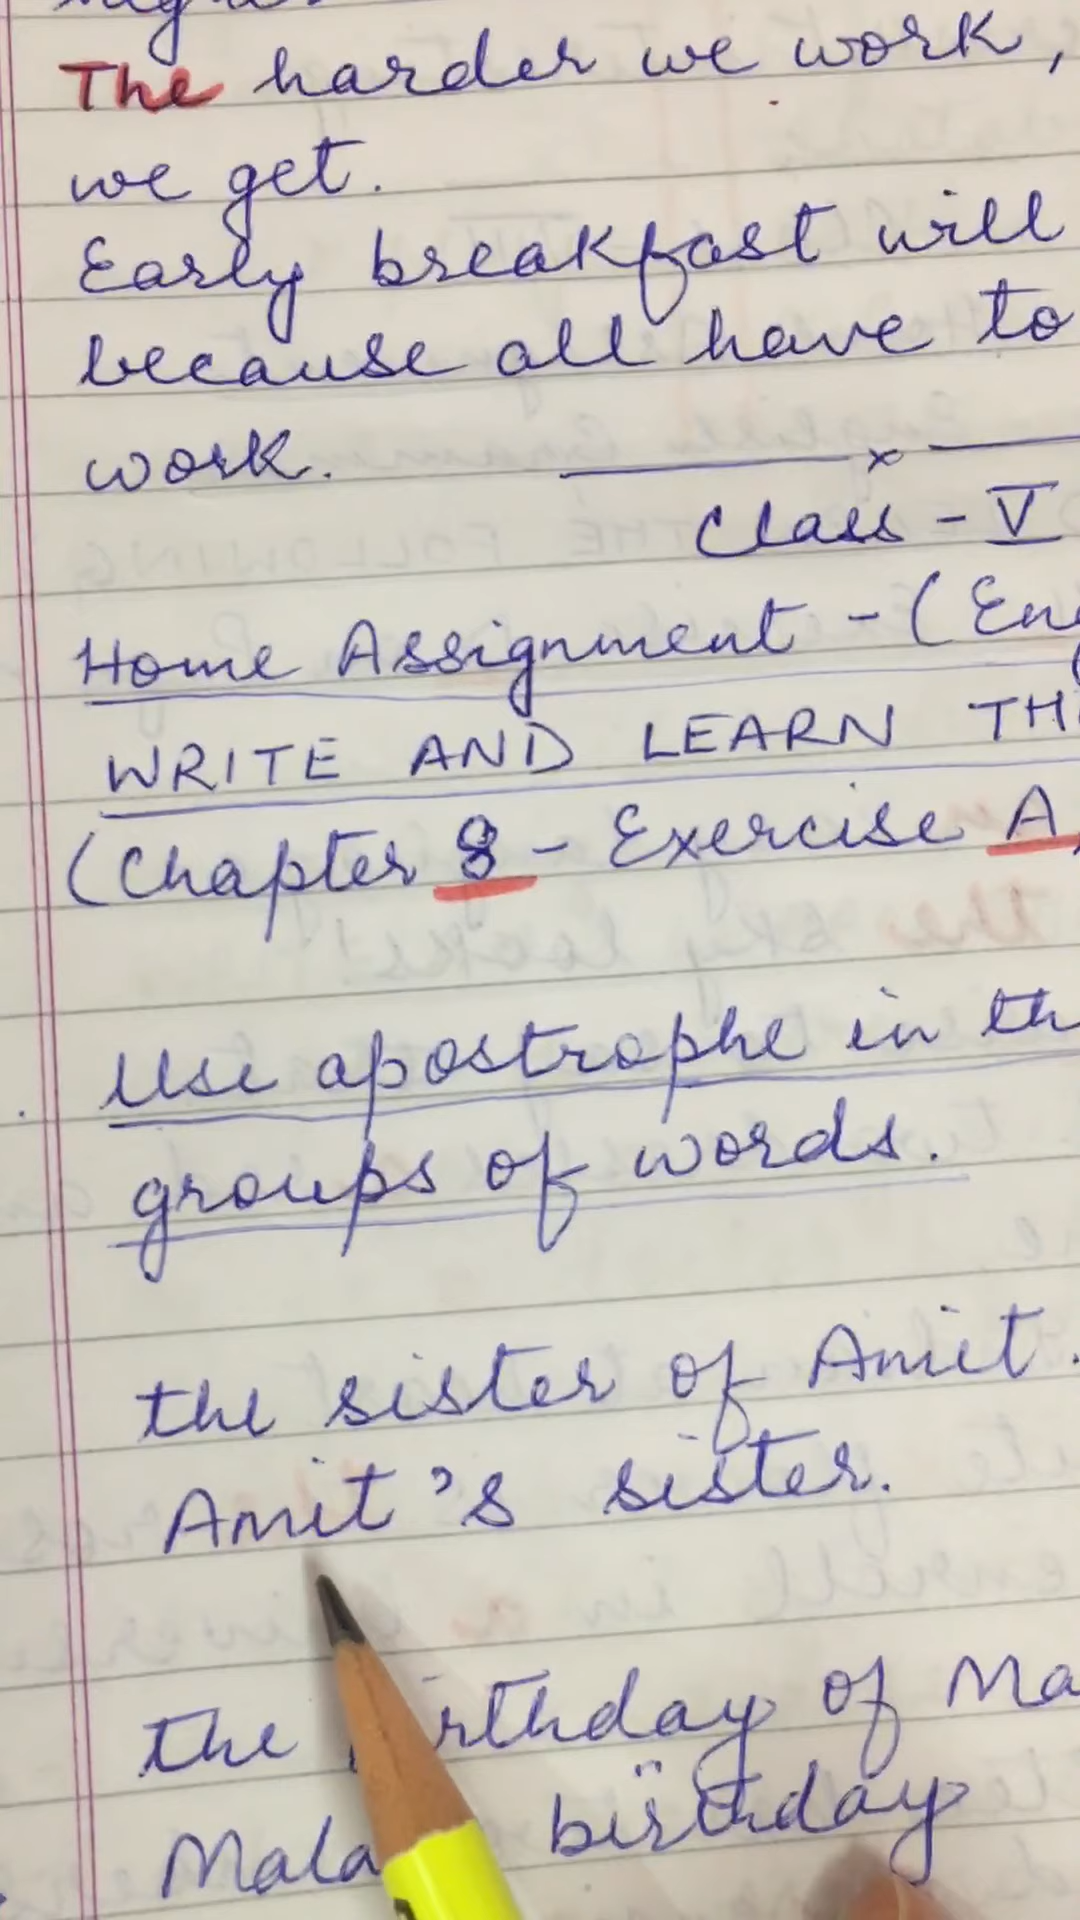 The harder we work,
we get.
Early breakfast will
because all have to
work.
x
Class - V
Home Assignment - (Eng
WRITE AND LEARN TH
(Chapter 8 - Exercise A,
Use apostrophe in th
groups of words.
the sister of Amit.
Amit's sister.
the birthday of Ma
Mala birthday